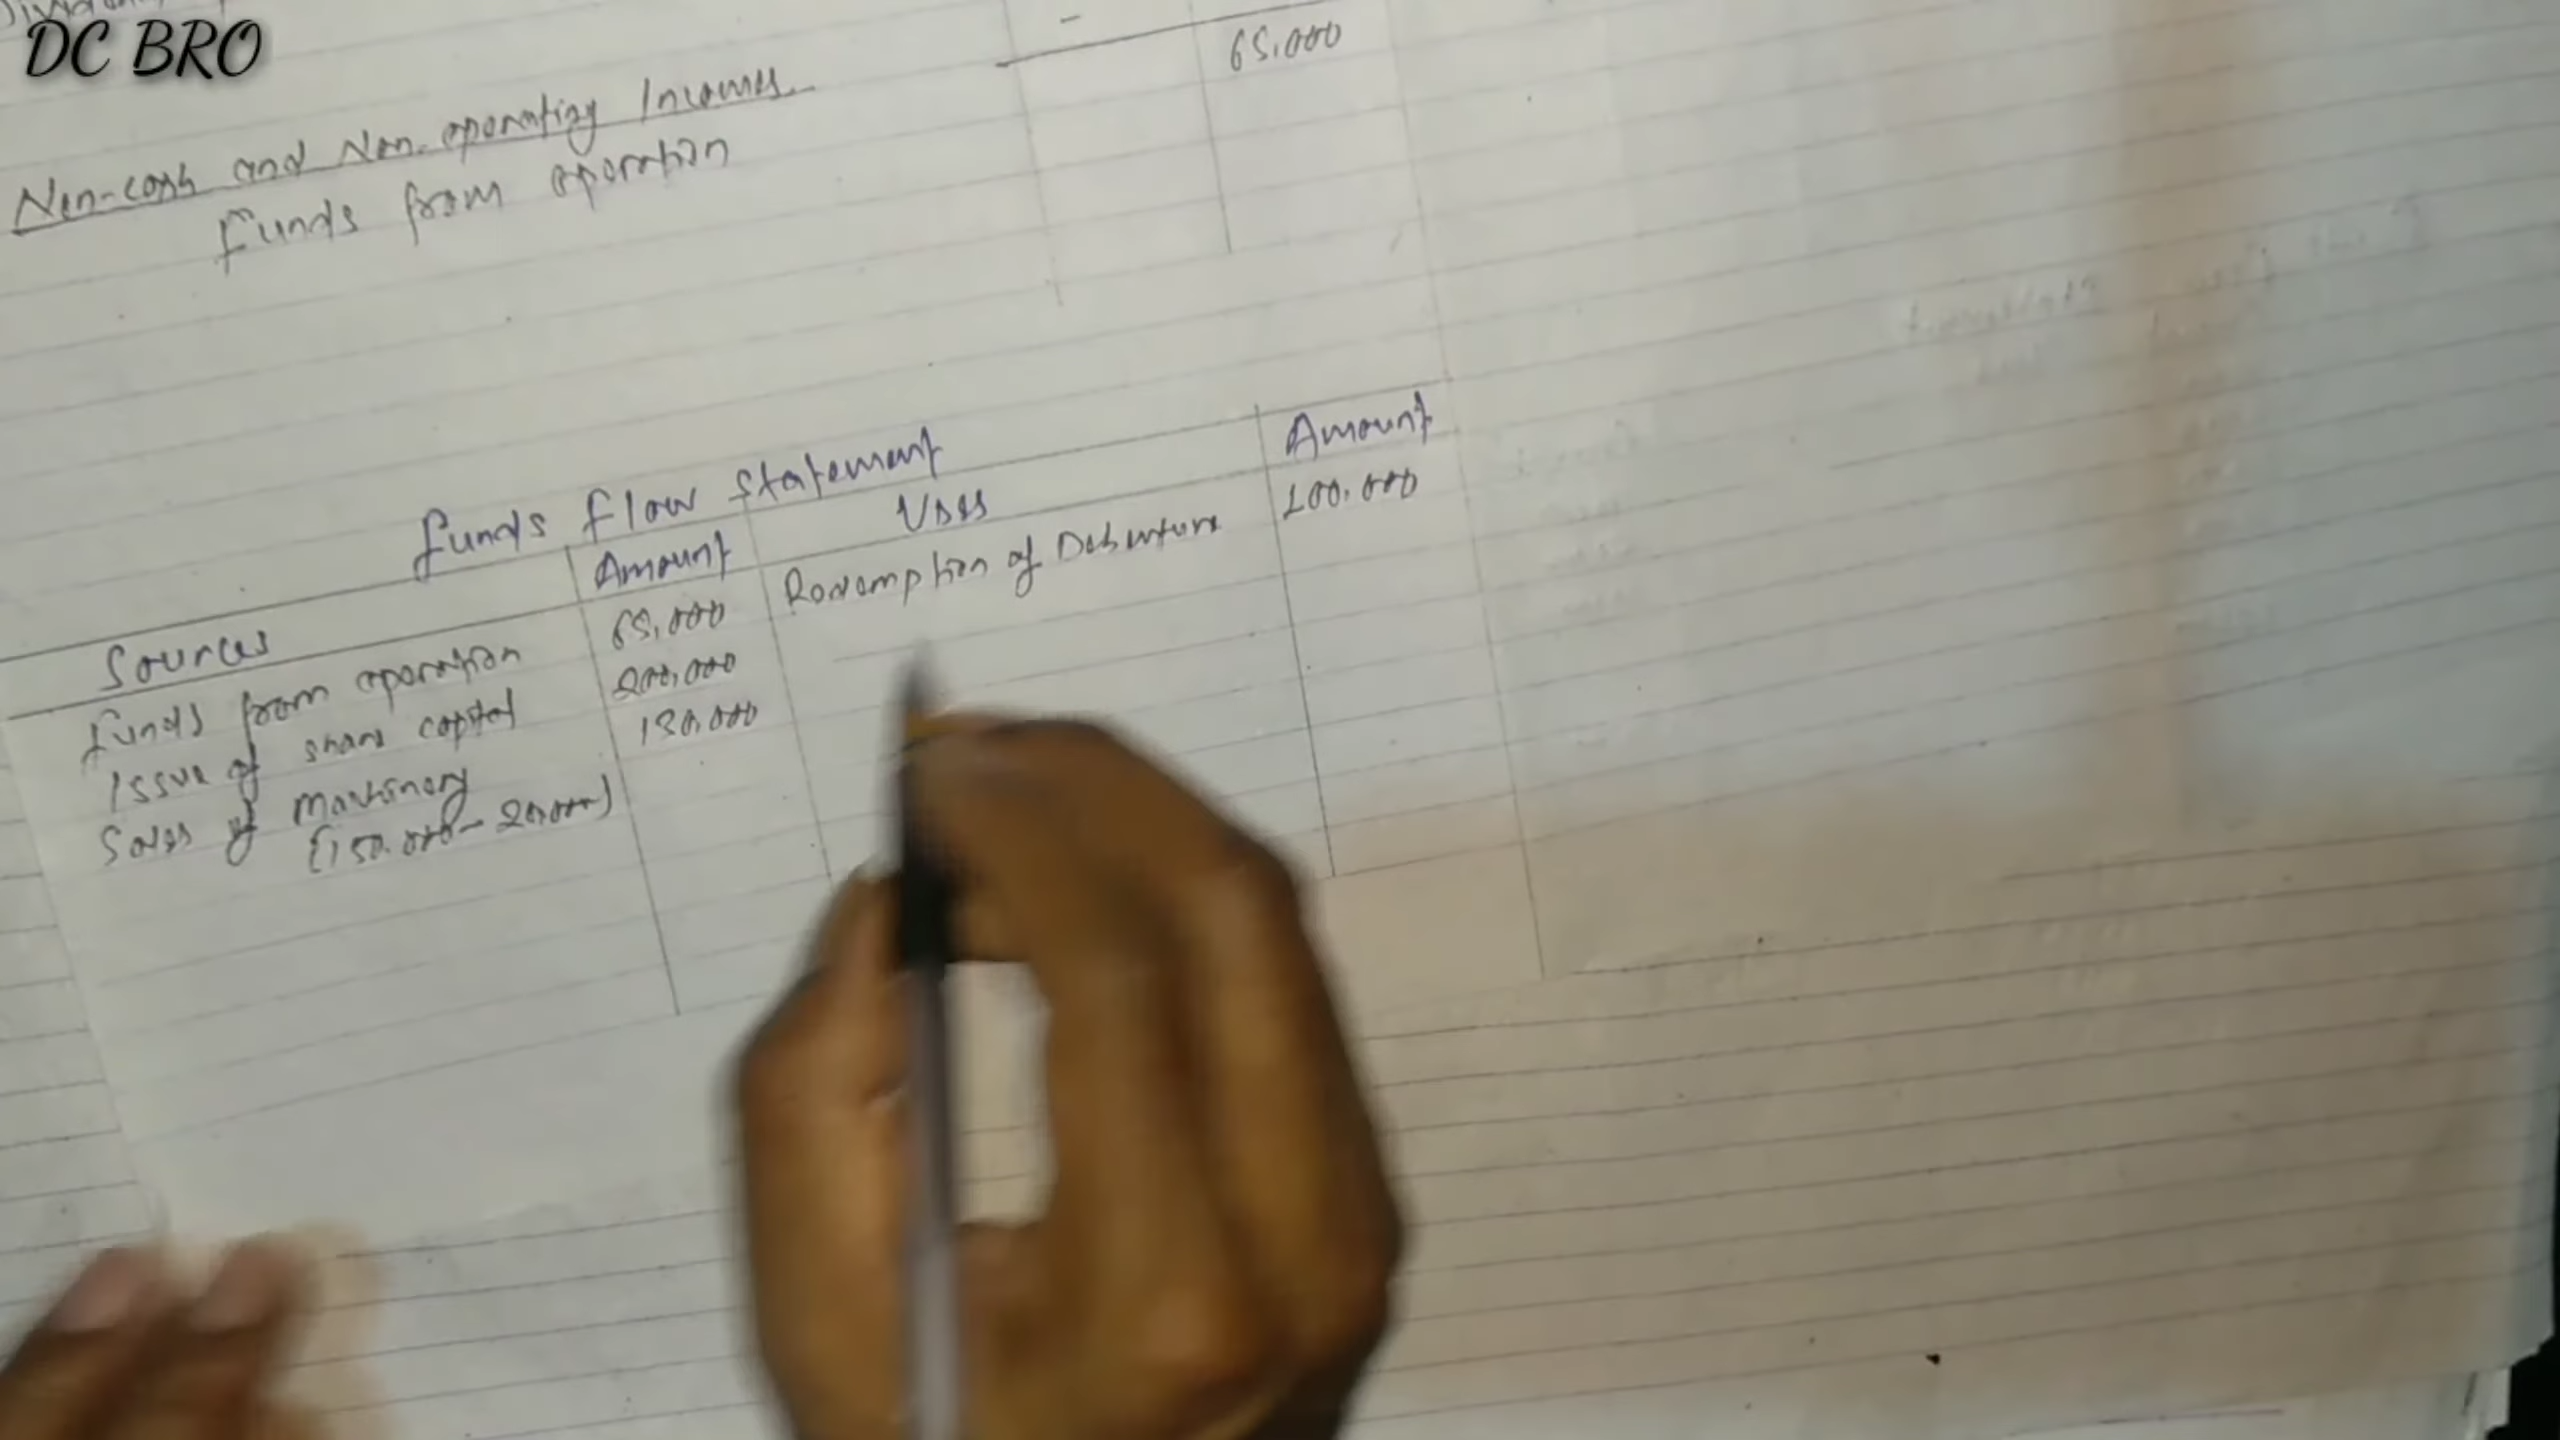 DC BRO
65,000
Non-cash and Non-operating Incomes
Funds from operation
Funds flow statement
Sources Amount Uses Amount
Funds from operation 65,000 Redemption of Debenture 100,000
Issue of share capital 200,000
Sales of Machinery 130,000
(150,000 - 20,000)